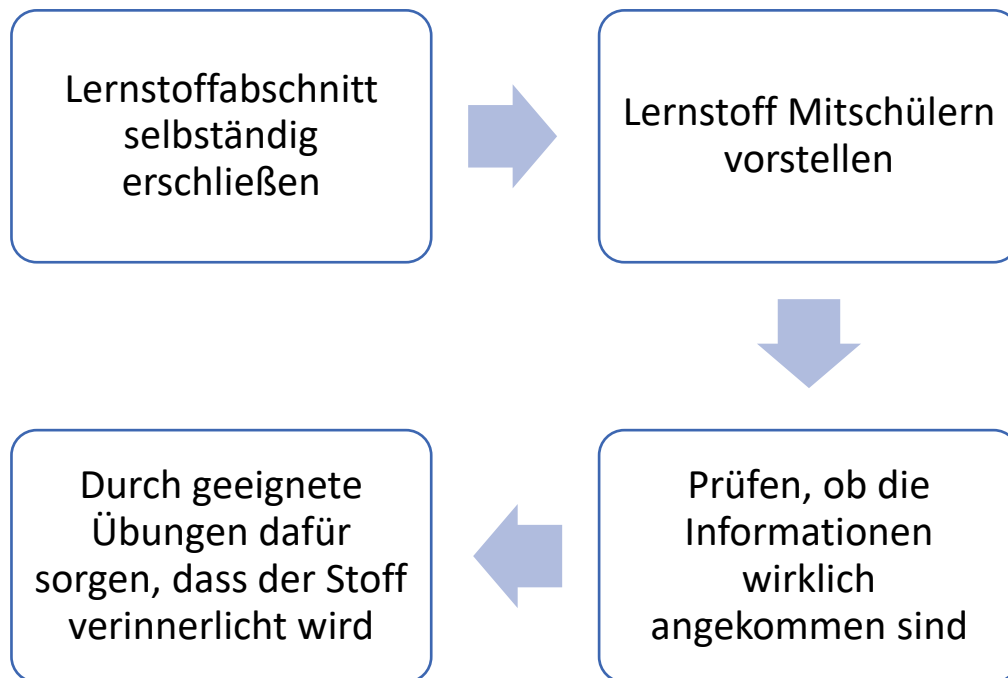 Lernstoffabschnitt
selbständig
erschließen
Lernstoff Mitschülern
vorstellen
Prüfen, ob die
Informationen
wirklich
angekommen sind
Durch geeignete
Übungen dafür
sorgen, dass der Stoff
verinnerlicht wird